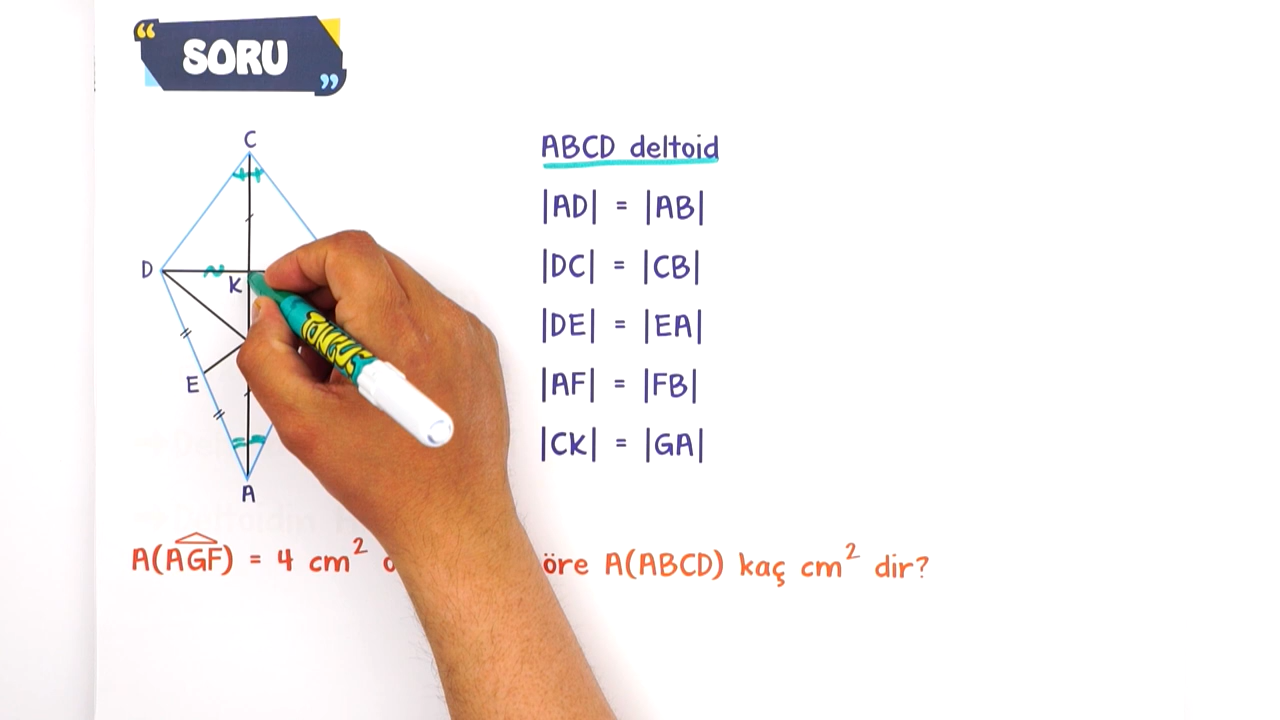 SORU
C
D
K
E
A
ABCD deltoid
|AD| = |AB|
|DC| = |CB|
|DE| = |EA|
|AF| = |FB|
|CK| = |GA|
A(AGF) = 4 cm² öre A(ABCD) kaç cm² dir?